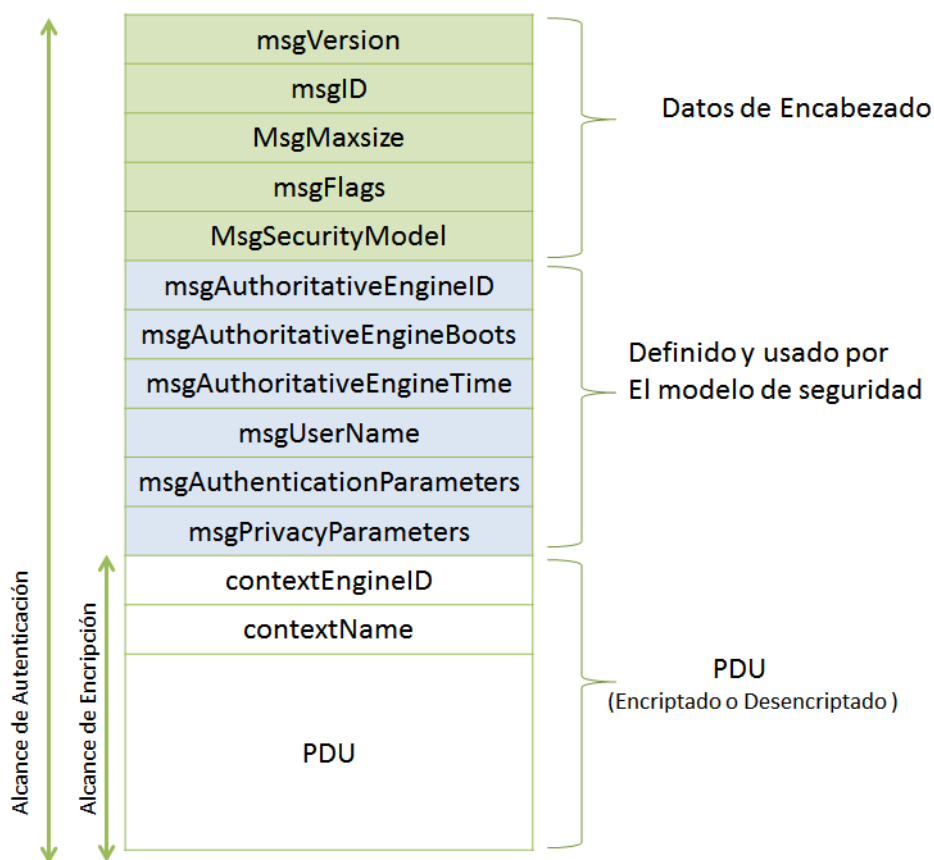 msgVersion
msgID
MsgMaxsize
msgFlags
MsgSecurityModel
Datos de Encabezado
msgAuthoritativeEngineID
msgAuthoritativeEngineBoots
msgAuthoritativeEngineTime
msgUserName
msgAuthenticationParameters
msgPrivacyParameters
Definido y usado por
El modelo de seguridad
contextEngineID
contextName
PDU
PDU
(Encriptado o Desencriptado )
Alcance de Autenticación
Alcance de Encripción